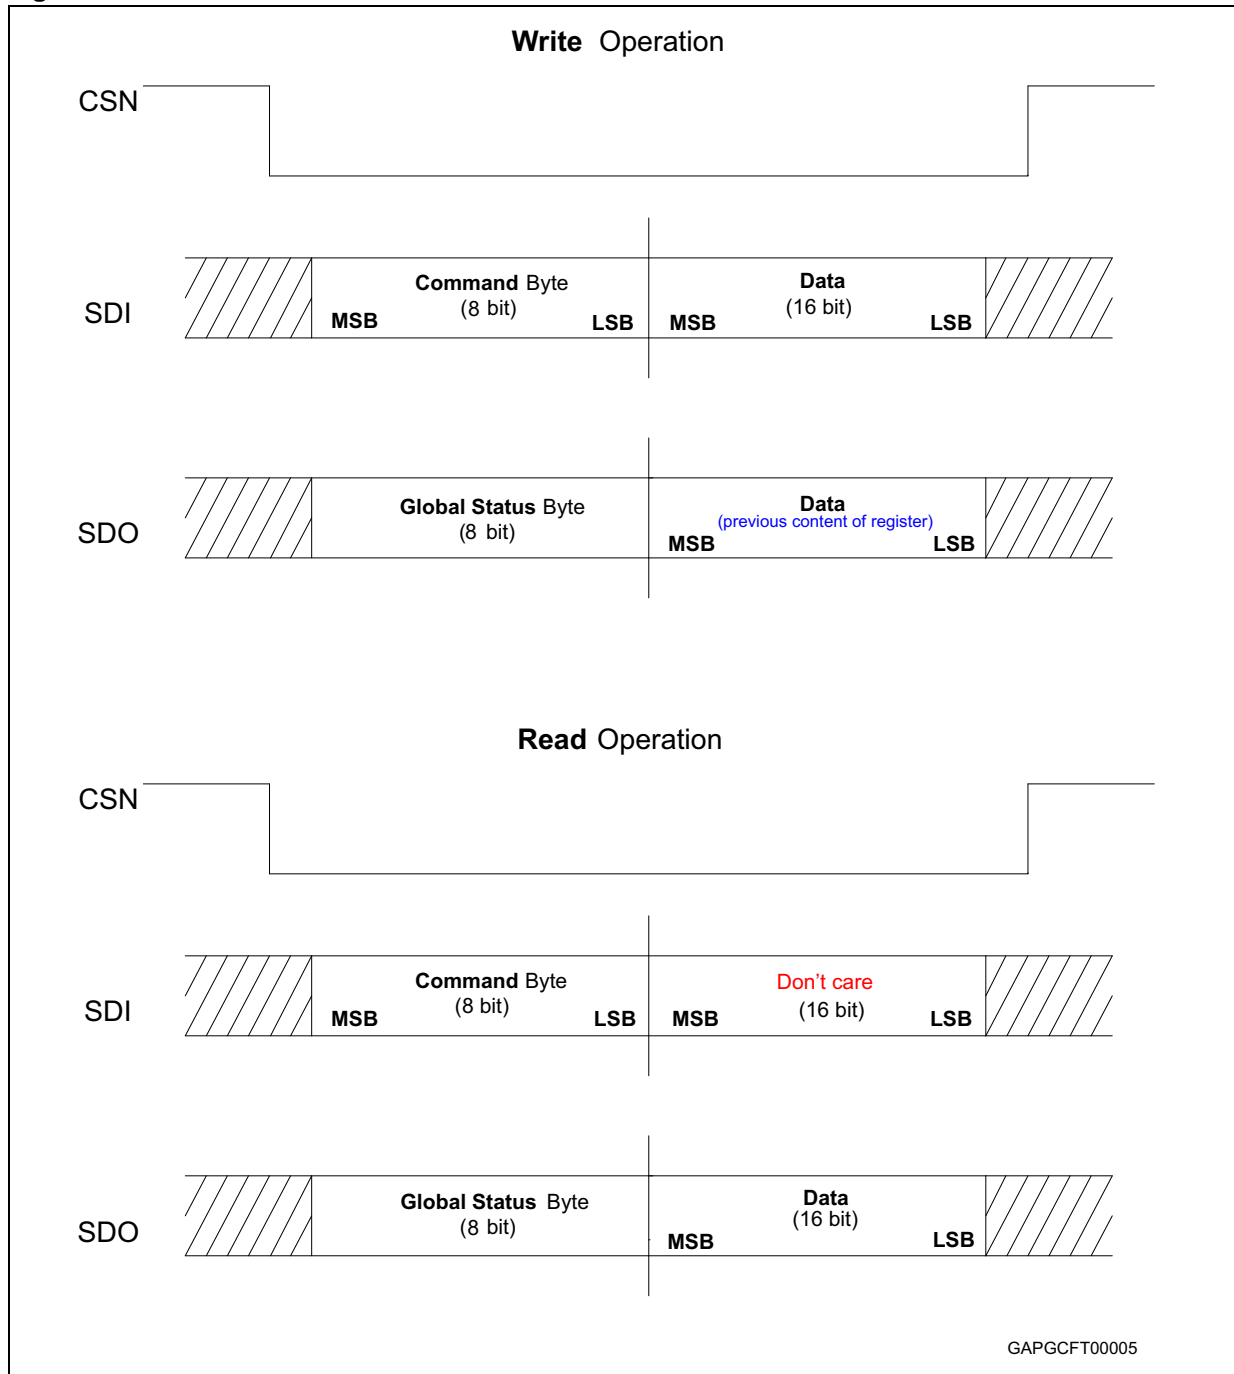 Write Operation
CSN
Command Byte
Data
(8 bit)
(16 bit)
SDI
MSB
LSB
MSB
LSB
Global Status Byte
Data
(previous content of register)
(8 bit)
SDO
MSB
LSB
Read Operation
CSN
Command Byte
Don't care
(8 bit)
(16 bit)
SDI
MSB
LSB
MSB
LSB
Global Status Byte
Data
(8 bit)
(16 bit)
SDO
MSB
LSB
GAPGCFT00005